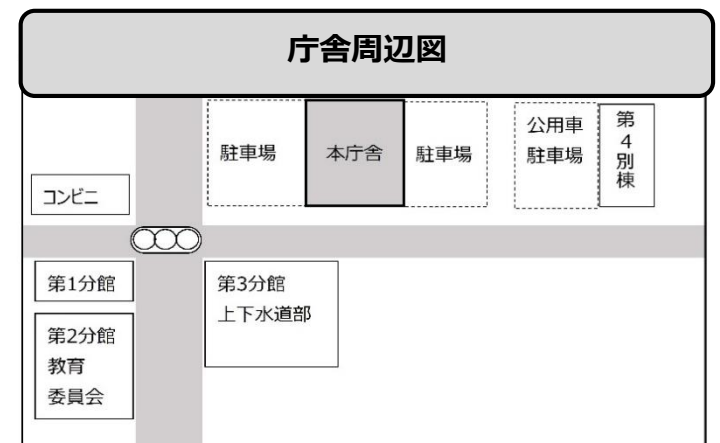 庁舎周辺図
駐車場
本庁舎
駐車場
公用車
駐車場
第4別棟
コンビニ
第1分館
第2分館
教育
委員会
第3分館
上下水道部